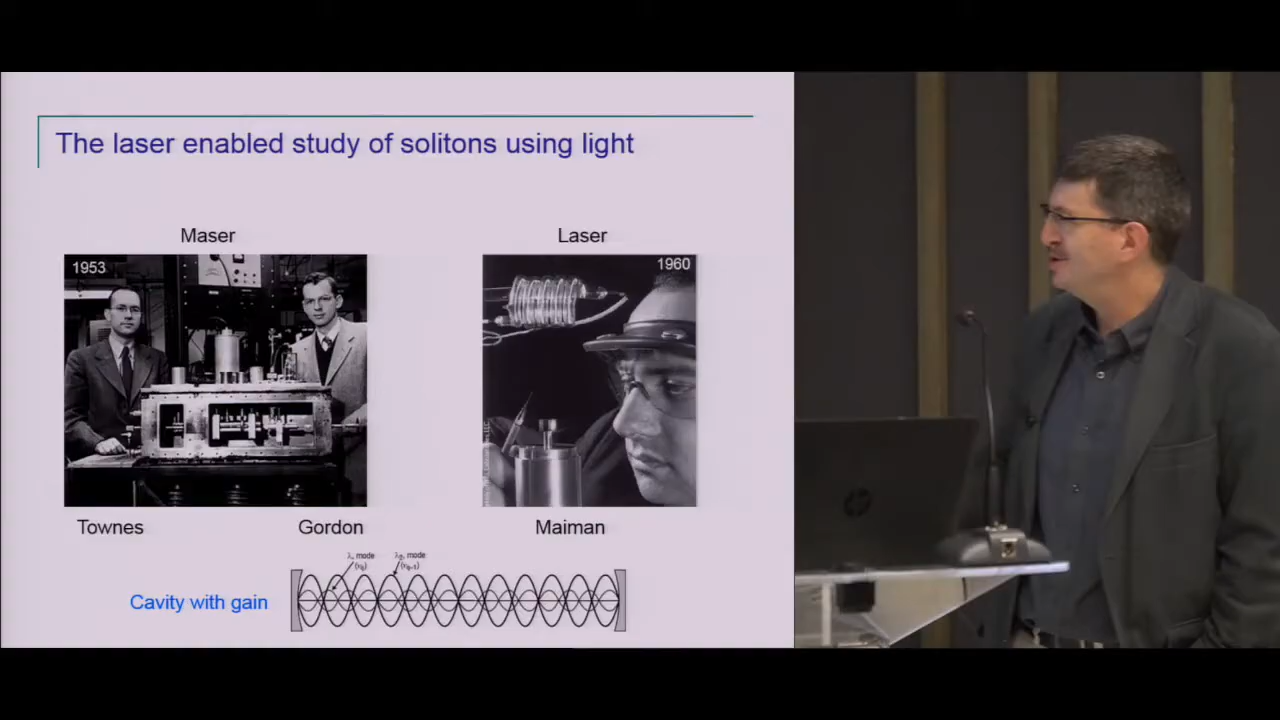 The laser enabled study of solitons using light
Maser
Laser
1953
1960
Townes
Gordon
Maiman
mode
mode
Cavity with gain
hp